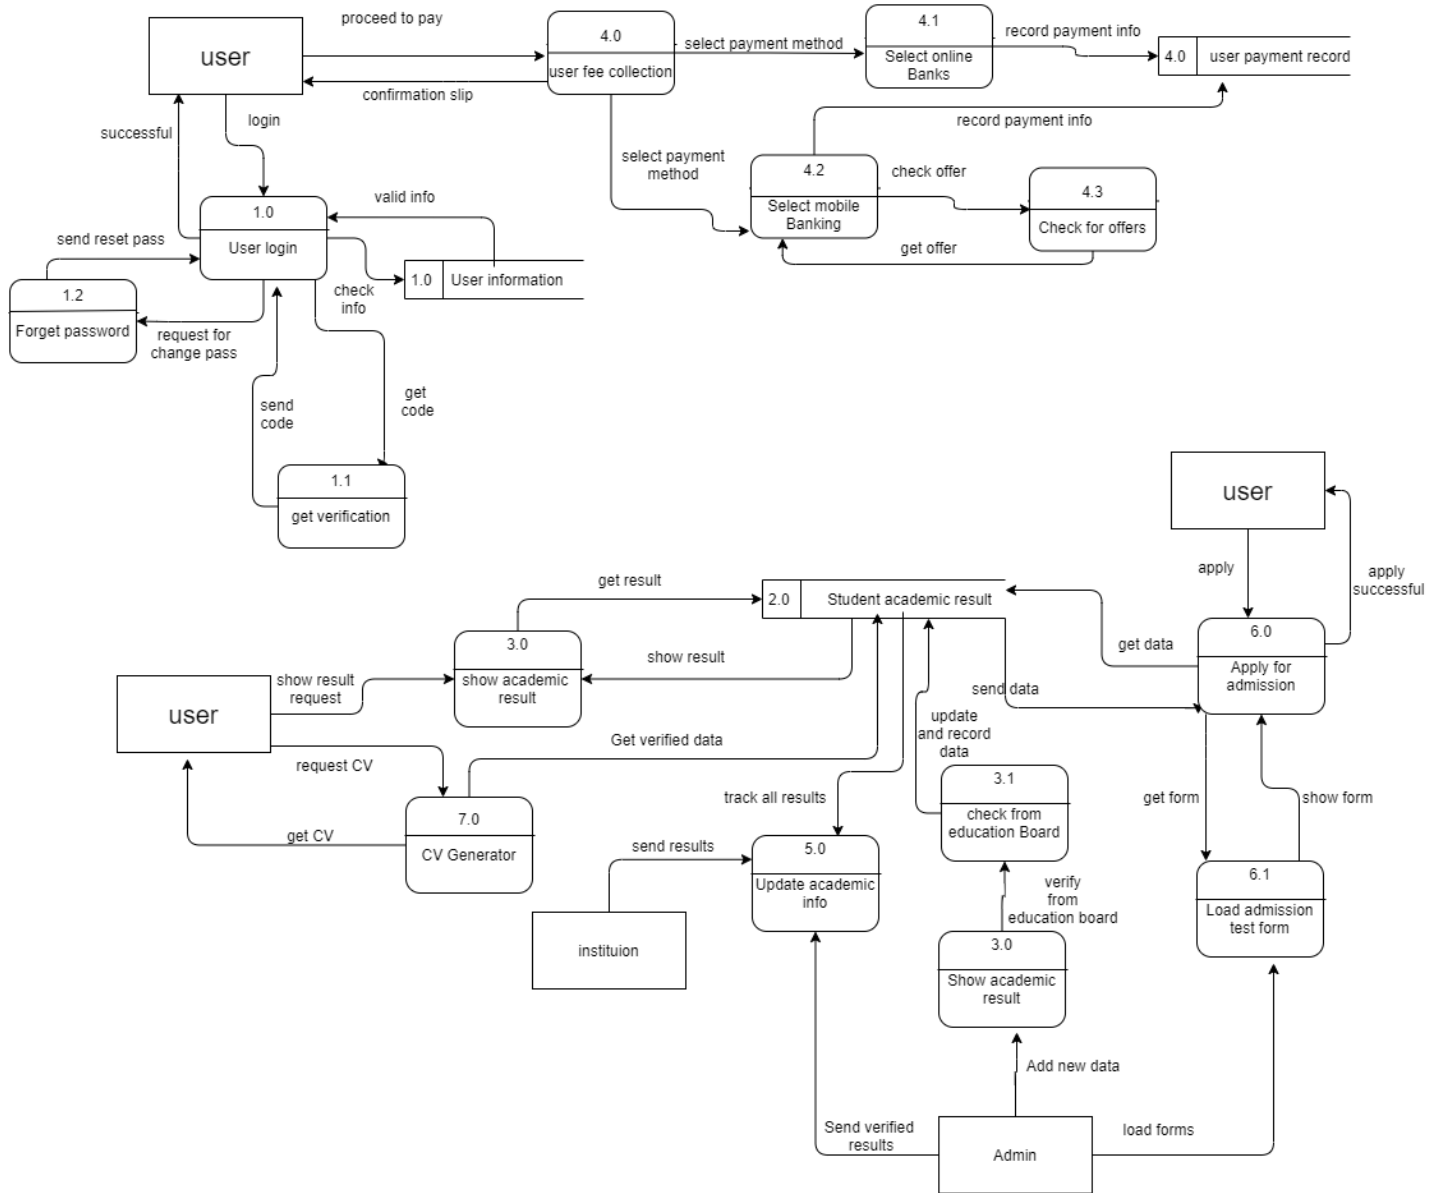 proceed to pay
user
4.0
user fee collection
select payment method
4.1
Select online
Banks
record payment info
4.0 user payment record
confirmation slip
successful
login
record payment info
select payment
method
4.2
Select mobile
Banking
check offer
4.3
Check for offers
get offer
valid info
1.0
User login
send reset pass
1.0 User information
check
info
1.2
Forget password
request for
change pass
send
code
get
code
1.1
get verification
user
apply
apply
successful
get result
2.0 Student academic result
3.0
show academic
result
show result
get data
6.0
Apply for
admission
show result
request
user
send data
update
and record
data
Get verified data
request CV
3.1
check from
education Board
track all results
get form
show form
7.0
CV Generator
get CV
send results
5.0
Update academic
info
verify
from
education board
6.1
Load admission
test form
instituion
3.0
Show academic
result
Add new data
Send verified
results
Admin
load forms